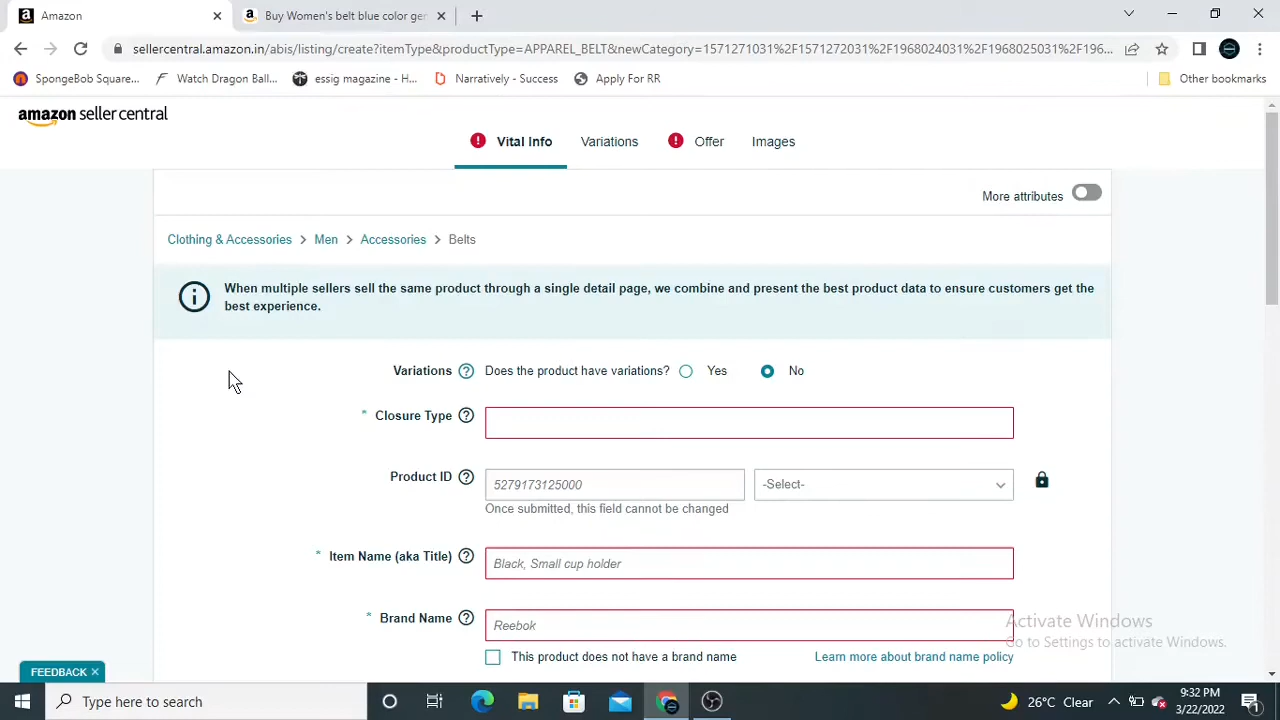 Amazon
Buy Women's belt blue color ger
sellercentral.amazon.in/abis/listing/create?itemType&productType=APPAREL_BELT&newCategory=1571271031%2F1571272031%2F1968024031%2F1968025031%2F196...
SpongeBob Square...
Watch Dragon Ball...
essig magazine - H...
Narratively - Success
Apply For RR
Other bookmarks
amazon seller central
Vital Info
Variations
Offer
Images
More attributes
Clothing & Accessories > Men > Accessories > Belts
When multiple sellers sell the same product through a single detail page, we combine and present the best product data to ensure customers get the
best experience.
Variations ? Does the product have variations? Yes No
* Closure Type ?
Product ID ? 5279173125000 -Select-
Once submitted, this field cannot be changed
* Item Name (aka Title) ? Black, Small cup holder
* Brand Name ? Reebok
This product does not have a brand name Learn more about brand name policy
Activate Windows
Go to Settings to activate Windows.
FEEDBACK ×
Type here to search
26°C Clear
9:32 PM
3/22/2022
1